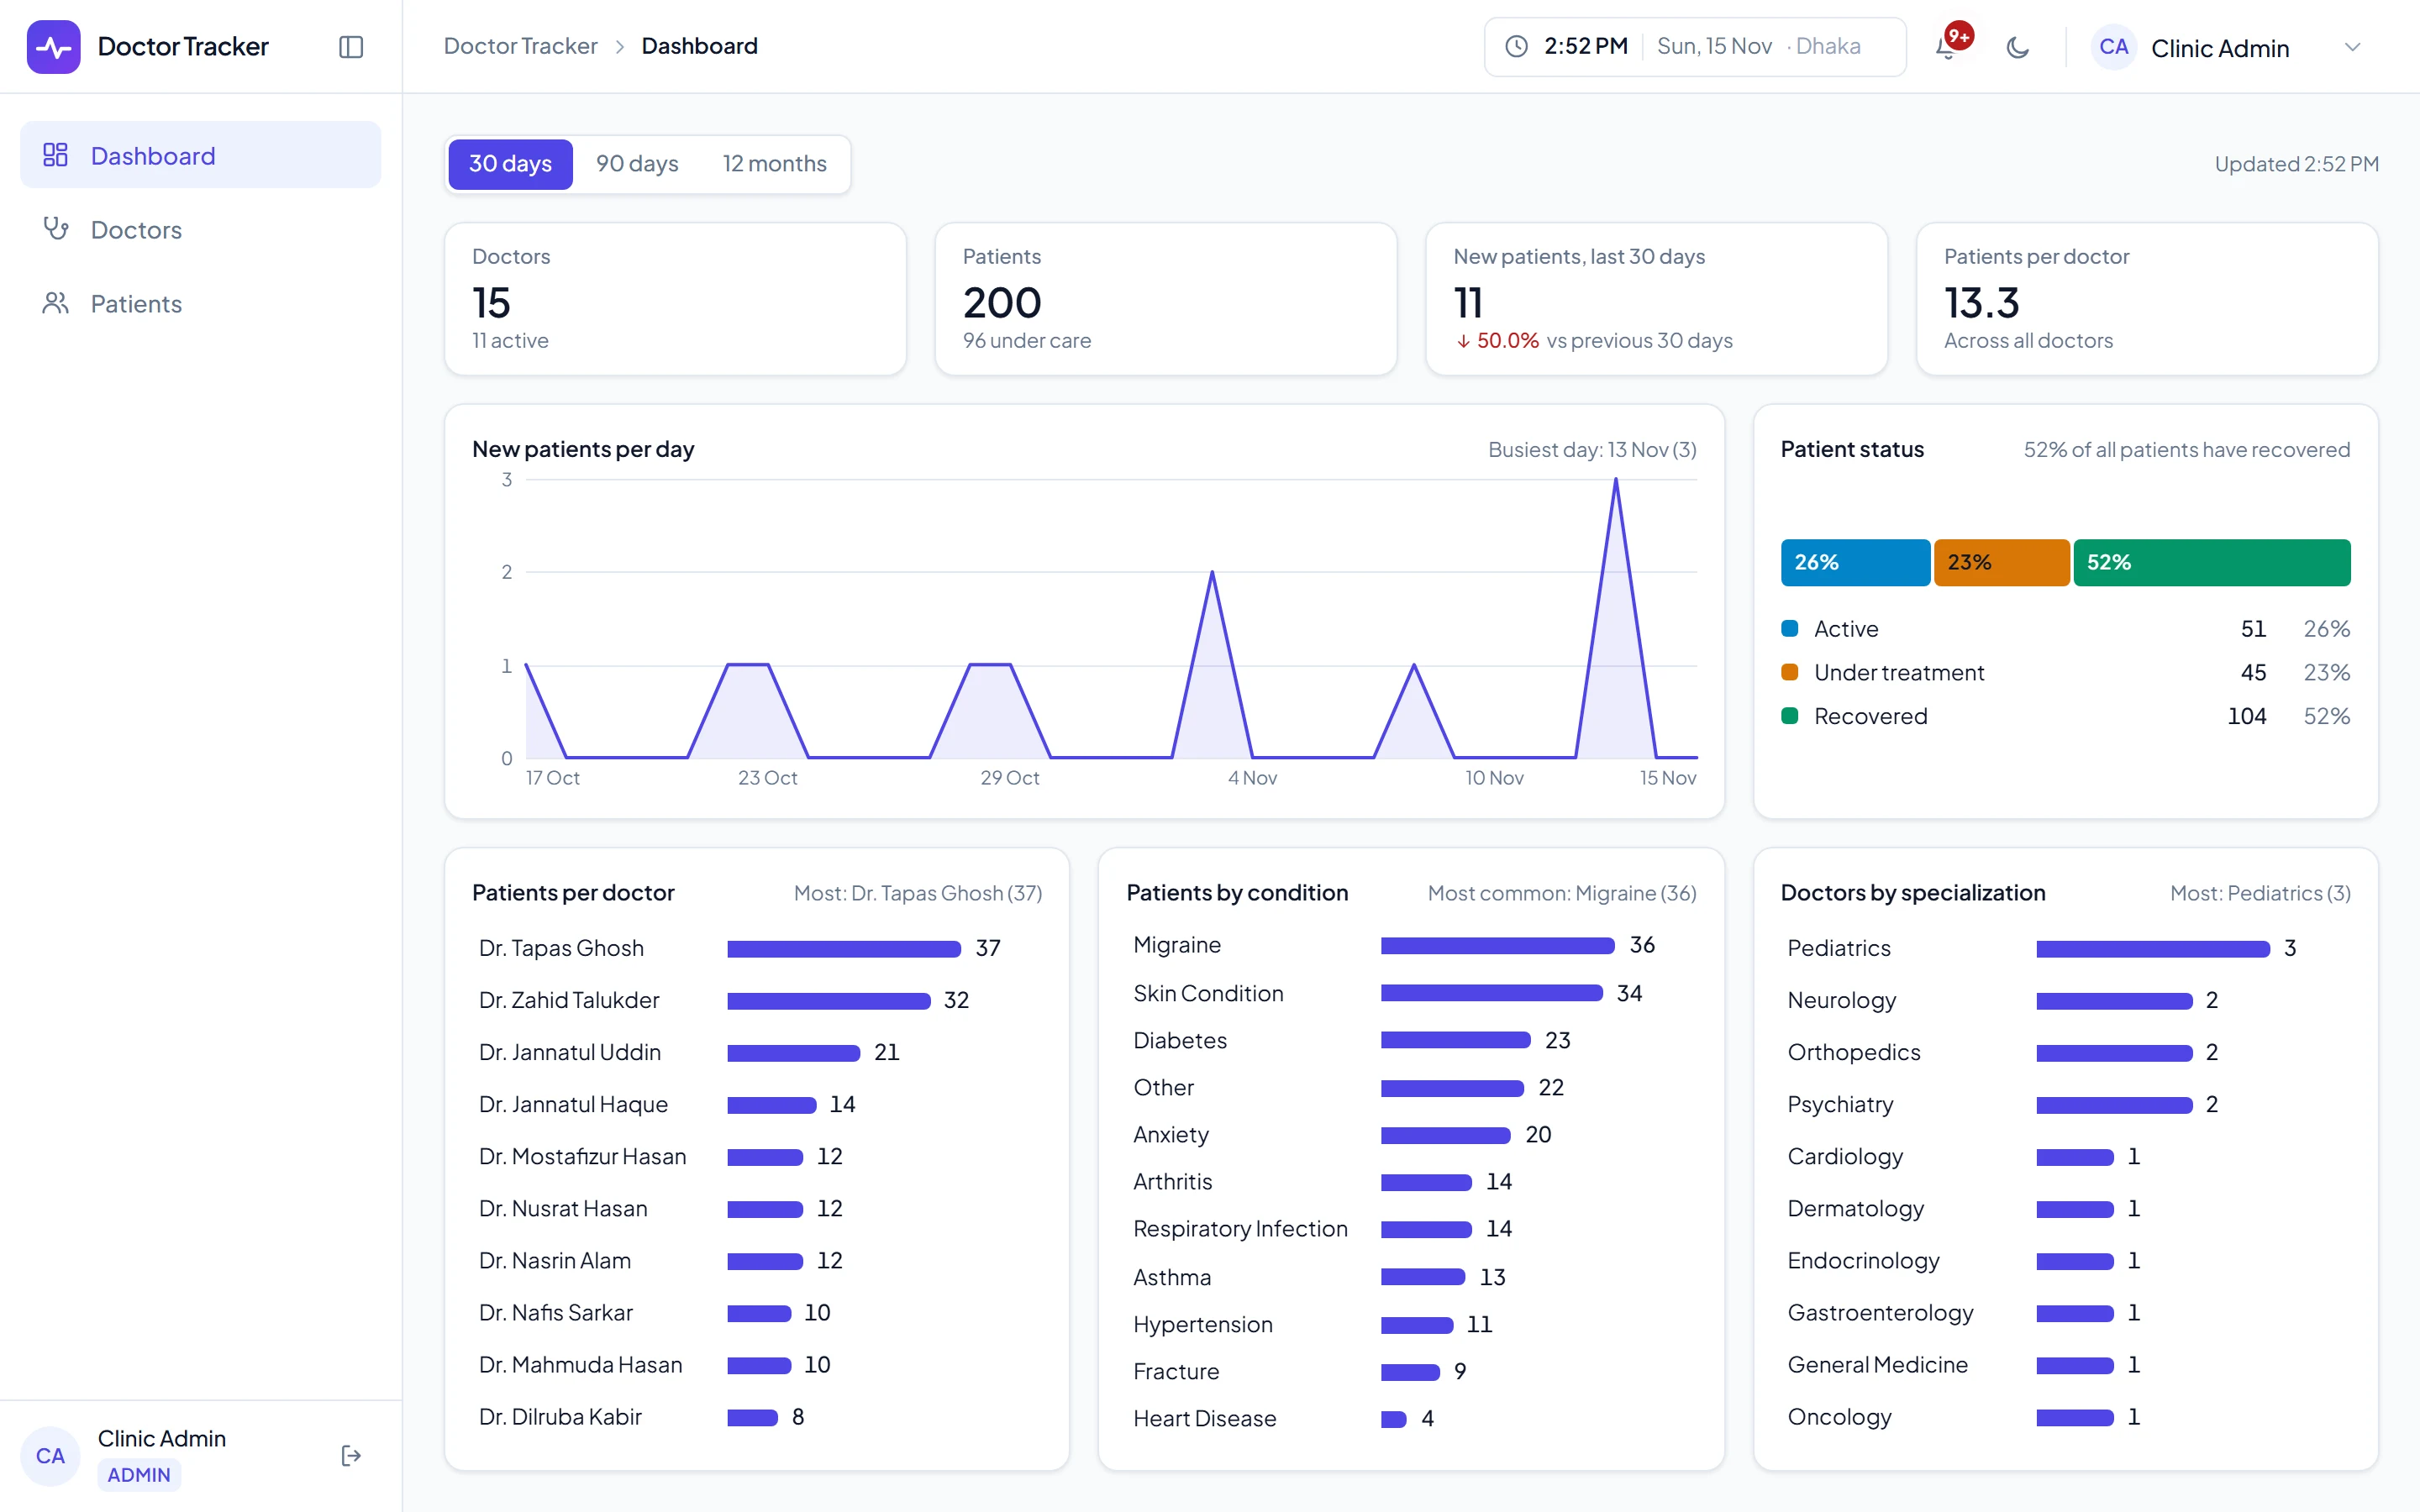 Doctor Tracker
Doctor Tracker > Dashboard
2:52 PM Sun, 15 Nov · Dhaka
9+
CA Clinic Admin
Dashboard
Doctors
Patients
30 days 90 days 12 months
Updated 2:52 PM
Doctors
15
11 active
Patients
200
96 under care
New patients, last 30 days
11
↓ 50.0% vs previous 30 days
Patients per doctor
13.3
Across all doctors
New patients per day Busiest day: 13 Nov (3)
3
2
1
0
17 Oct 23 Oct 29 Oct 4 Nov 10 Nov 15 Nov
Patient status 52% of all patients have recovered
26% 23% 52%
Active 51 26%
Under treatment 45 23%
Recovered 104 52%
Patients per doctor Most: Dr. Tapas Ghosh (37)
Dr. Tapas Ghosh 37
Dr. Zahid Talukder 32
Dr. Jannatul Uddin 21
Dr. Jannatul Haque 14
Dr. Mostafizur Hasan 12
Dr. Nusrat Hasan 12
Dr. Nasrin Alam 12
Dr. Nafis Sarkar 10
Dr. Mahmuda Hasan 10
Dr. Dilruba Kabir 8
Patients by condition Most common: Migraine (36)
Migraine 36
Skin Condition 34
Diabetes 23
Other 22
Anxiety 20
Arthritis 14
Respiratory Infection 14
Asthma 13
Hypertension 11
Fracture 9
Heart Disease 4
Doctors by specialization Most: Pediatrics (3)
Pediatrics 3
Neurology 2
Orthopedics 2
Psychiatry 2
Cardiology 1
Dermatology 1
Endocrinology 1
Gastroenterology 1
General Medicine 1
Oncology 1
CA Clinic Admin
ADMIN